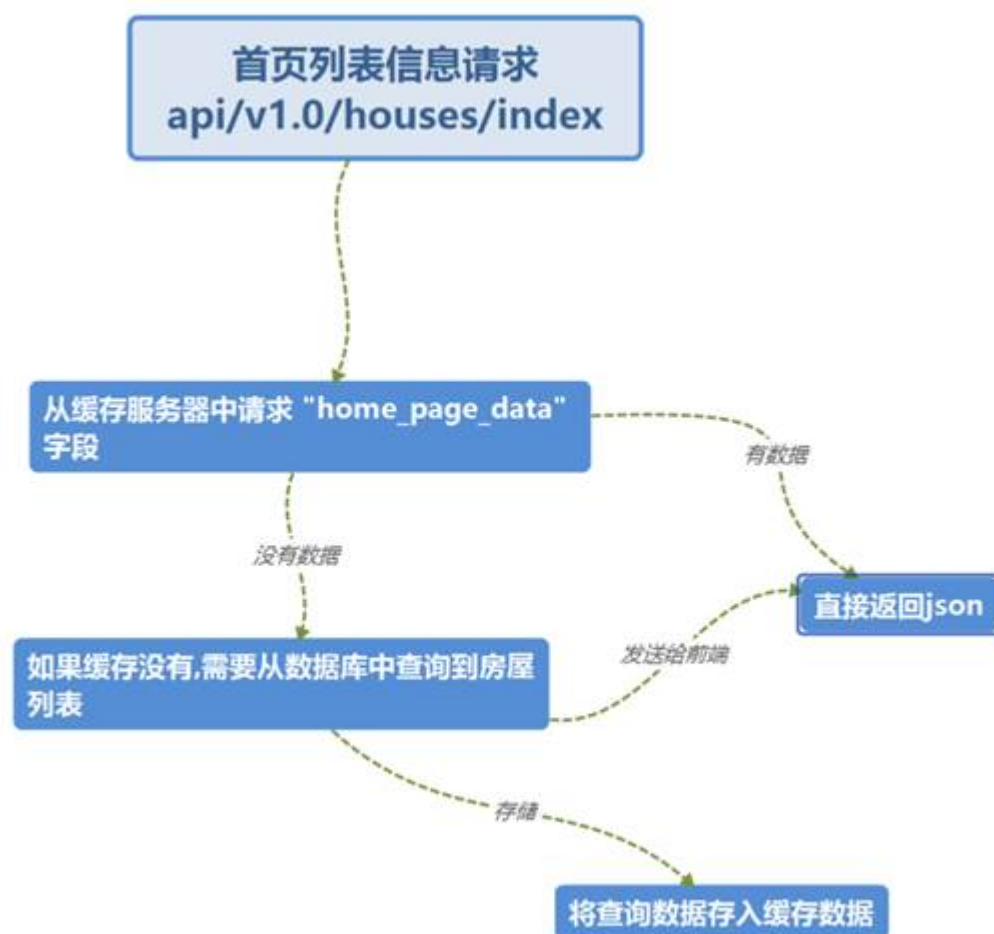 首页列表信息请求
api/v1.0/houses/index
从缓存服务器中请求 "home_page_data"
字段
有数据
没有数据
直接返回json
如果缓存没有,需要从数据库中查询到房屋
列表
发送给前端
存储
将查询数据存入缓存数据